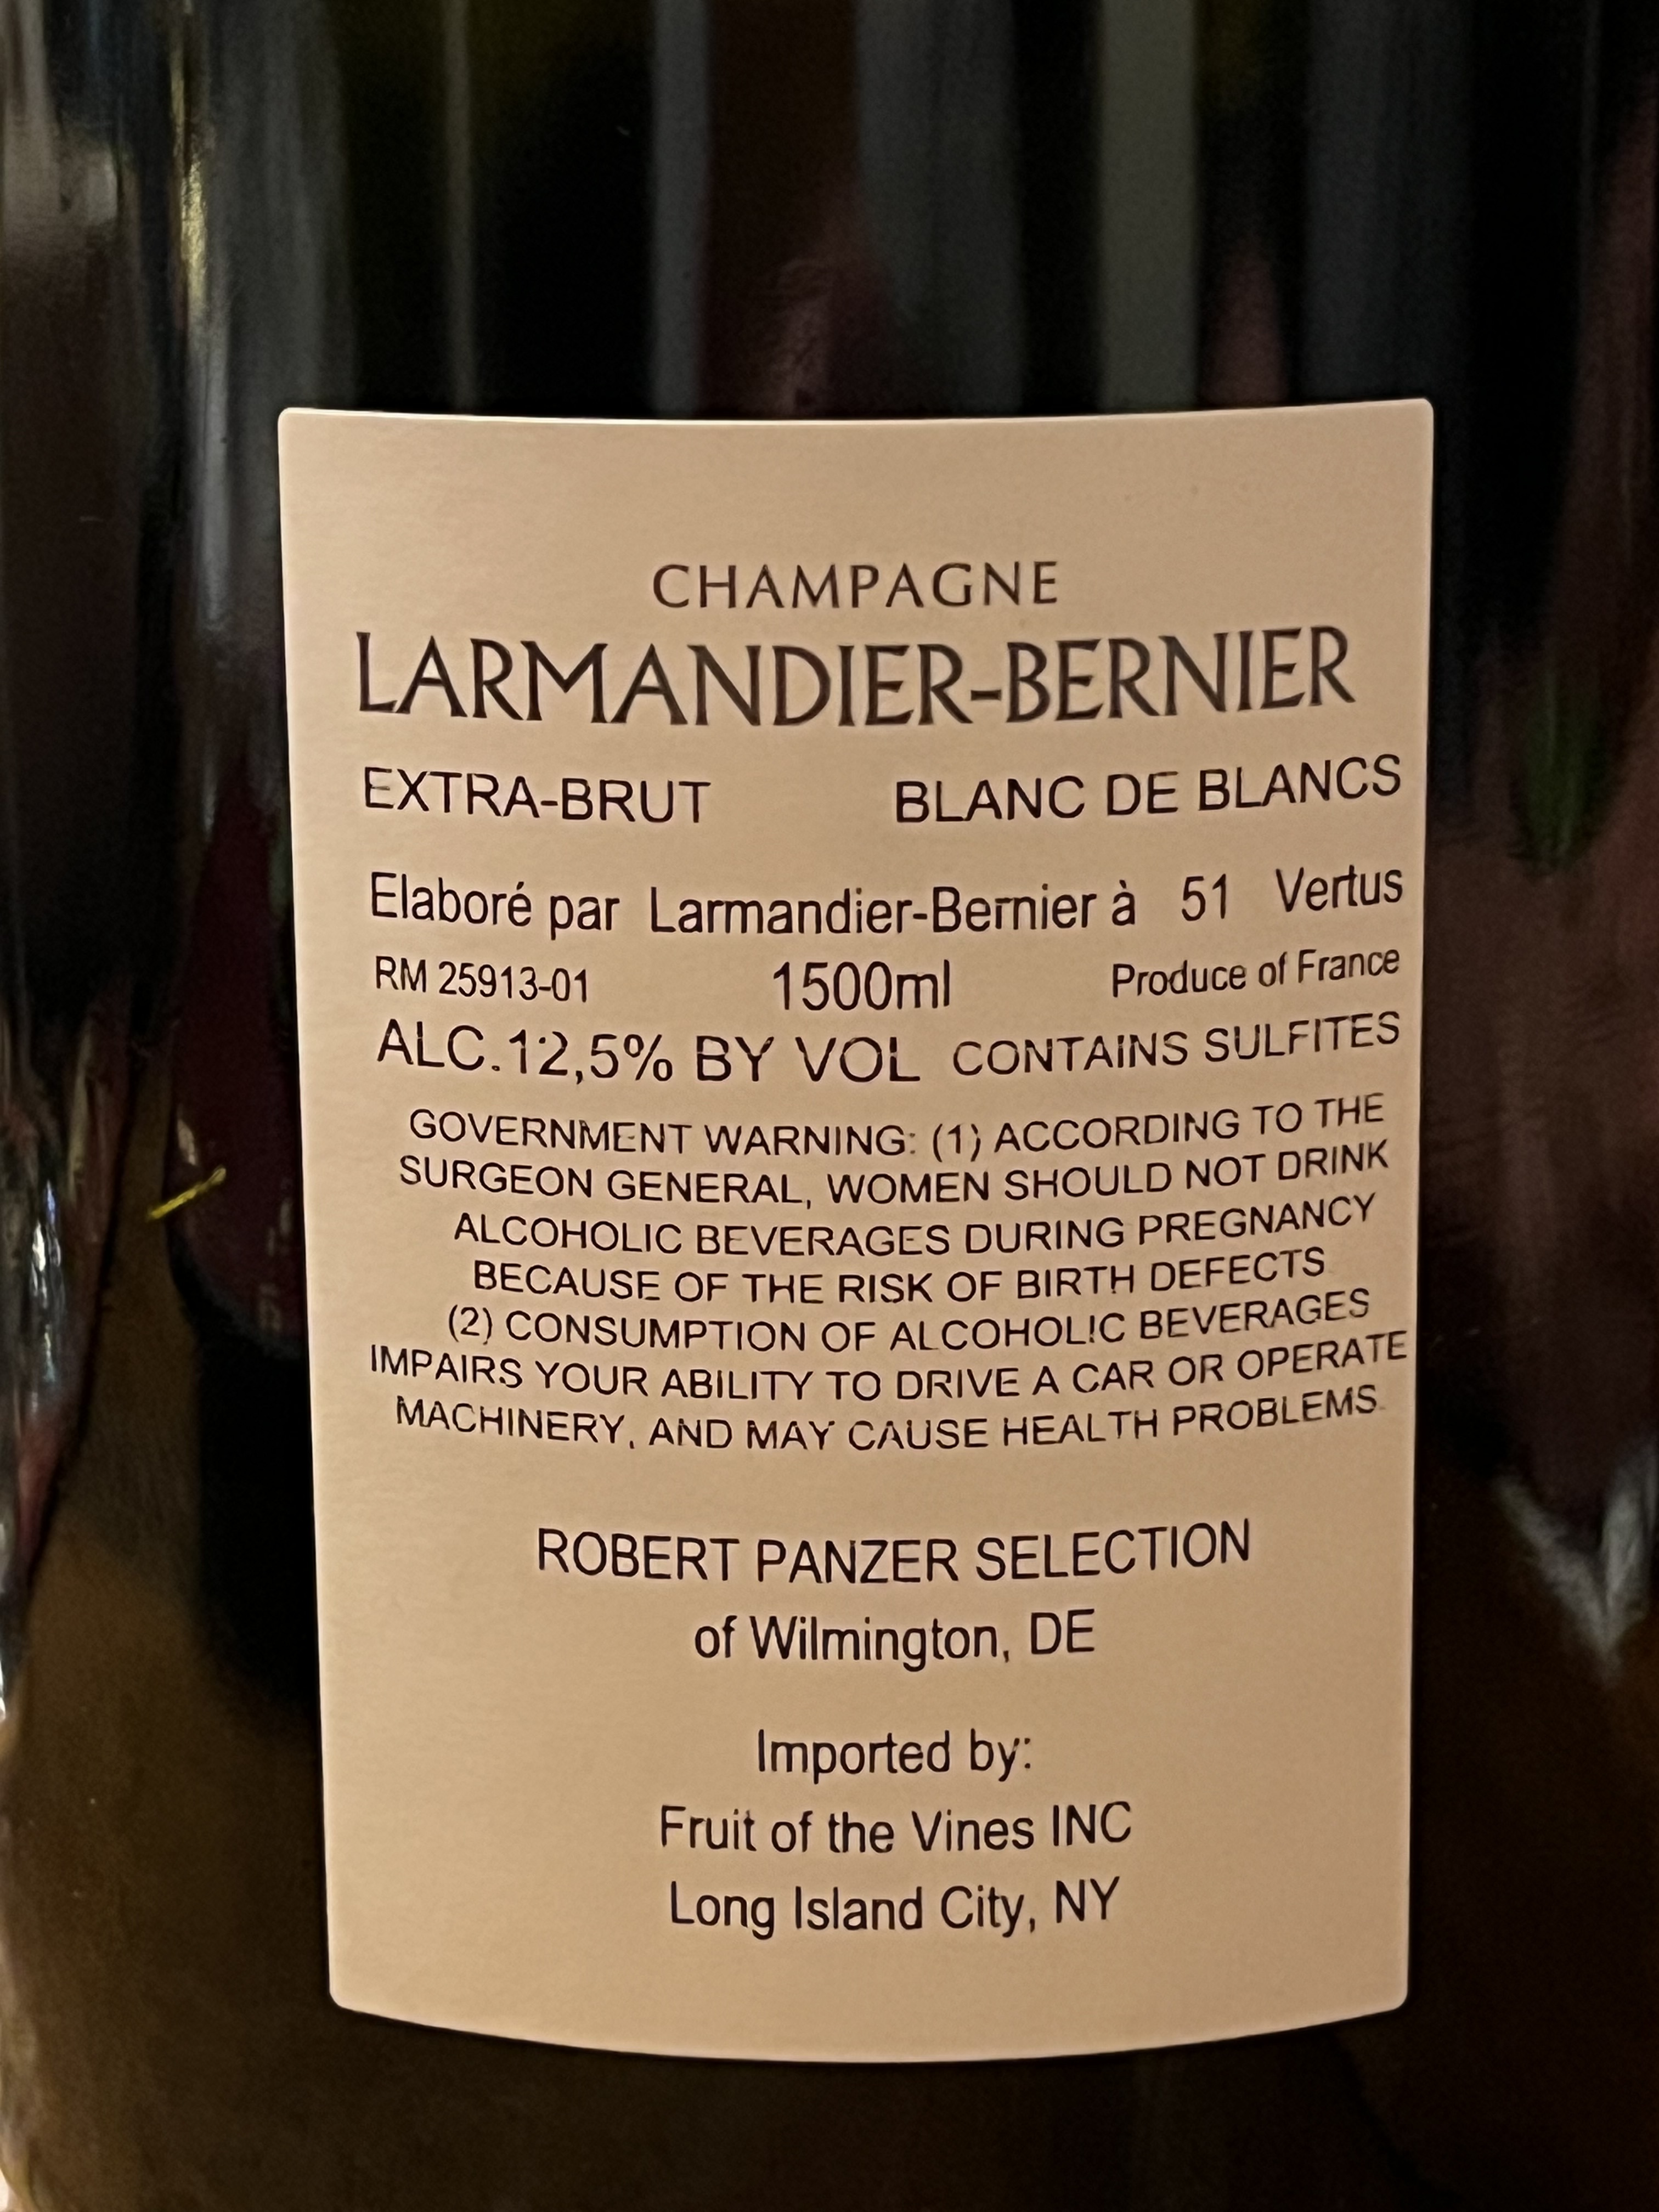 CHAMPAGNE
LARMANDIER-BERNIER
EXTRA-BRUT BLANC DE BLANCS
Elaboré par Larmandier-Bernier à 51 Vertus
RM 25913-01 1500ml Produce of France
ALC.12,5% BY VOL CONTAINS SULFITES
GOVERNMENT WARNING: (1) ACCORDING TO THE
SURGEON GENERAL, WOMEN SHOULD NOT DRINK
ALCOHOLIC BEVERAGES DURING PREGNANCY
BECAUSE OF THE RISK OF BIRTH DEFECTS
(2) CONSUMPTION OF ALCOHOLIC BEVERAGES
IMPAIRS YOUR ABILITY TO DRIVE A CAR OR OPERATE
MACHINERY, AND MAY CAUSE HEALTH PROBLEMS.
ROBERT PANZER SELECTION
of Wilmington, DE
Imported by:
Fruit of the Vines INC
Long Island City, NY